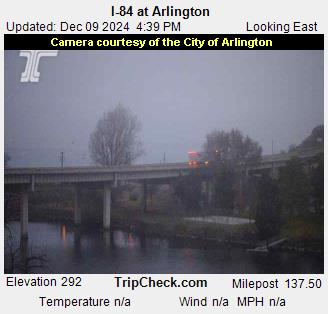 I-84 at Arlington
Updated: Dec 09 2024 4:39 PM Looking East
Camera courtesy of the City of Arlington
Elevation 292 TripCheck.com Milepost 137.50
Temperature n/a Wind n/a MPH n/a